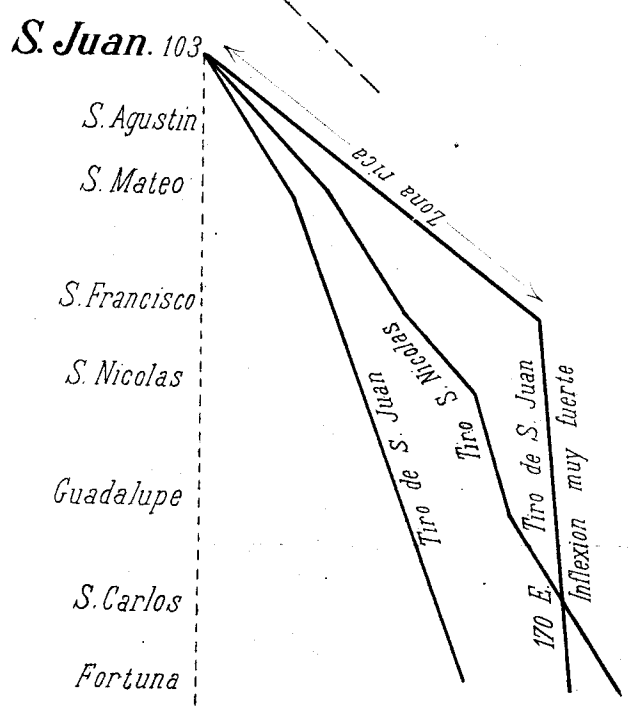 S. Juan. 103
S. Agustin
S. Mateo
Zona rica
S. Francisco
S. Nicolas
Guadalupe
S. Carlos
Fortuna
Tiro de S. Juan
Tiro S. Nicolas
170 E. Tiro de S. Juan
Inflexion muy fuerte